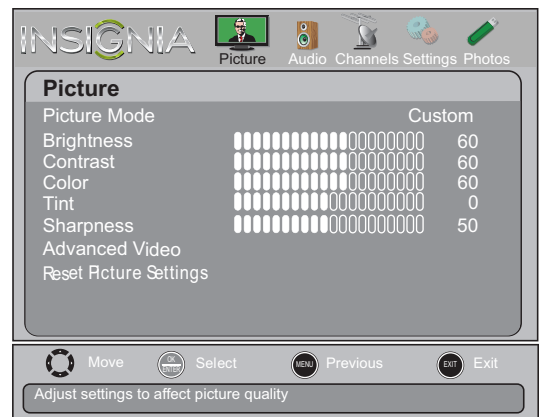 INSIGNIA
Picture Audio Channels Settings Photos
Picture
Picture Mode Custom
Brightness 60
Contrast 60
Color 60
Tint 0
Sharpness 50
Advanced Video
Reset Picture Settings
Move OK ENTER Select MENU Previous EXIT Exit
Adjust settings to affect picture quality